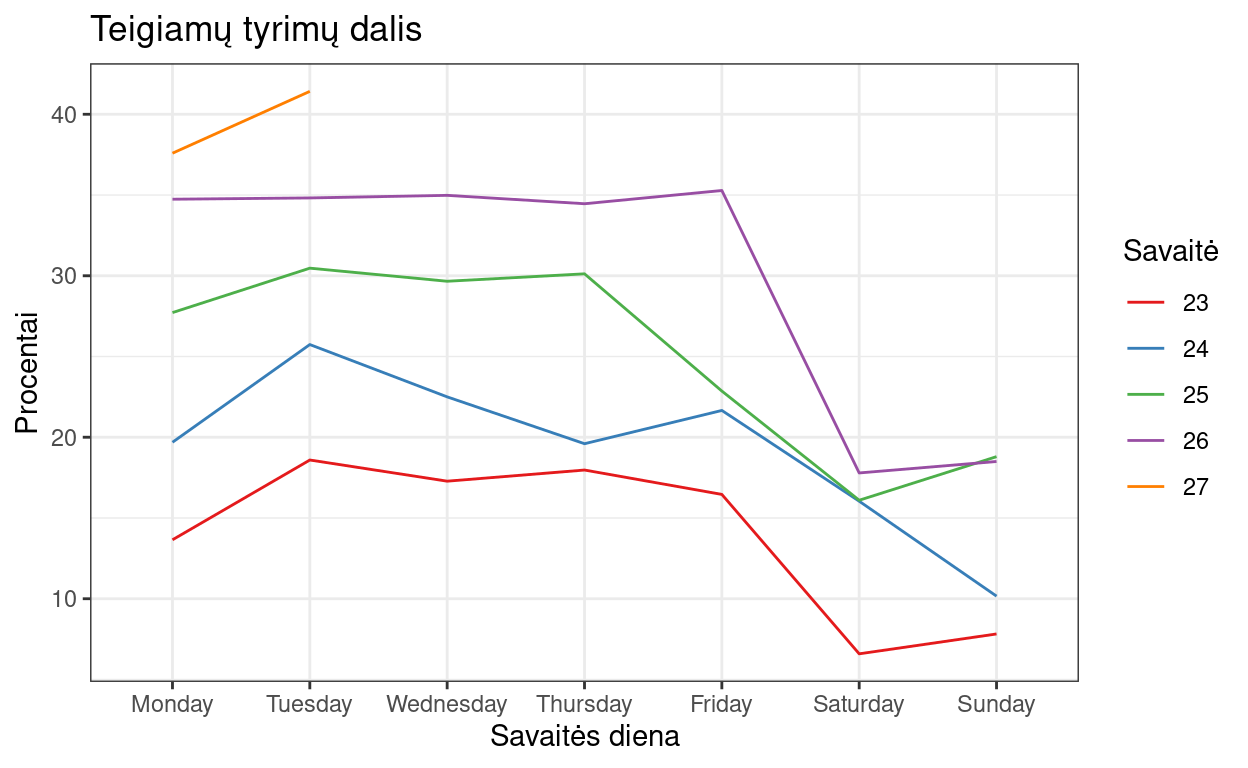 Teigiamų tyrimų dalis
Procentai
40
30
20
10
Monday Tuesday Wednesday Thursday Friday Saturday Sunday
Savaitės diena
Savaitė
23
24
25
26
27